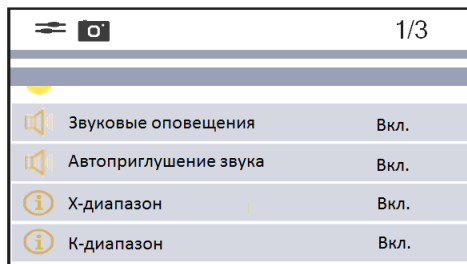 1/3
Звуковые оповещения Вкл.
Автоприглушение звука Вкл.
Х-диапазон Вкл.
К-диапазон Вкл.